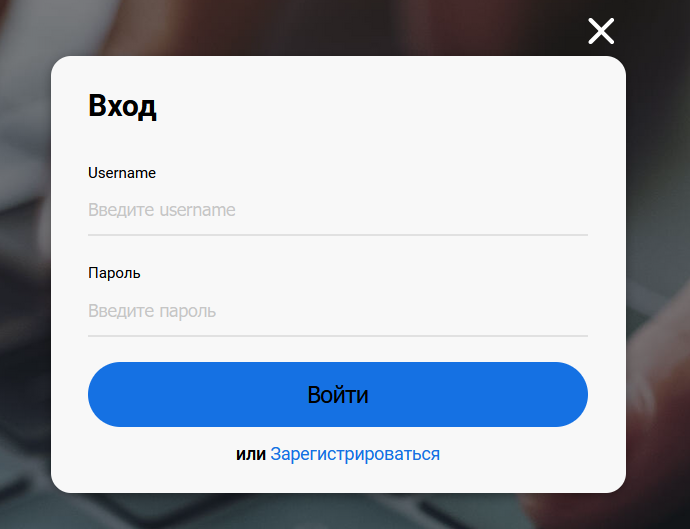 Вход
Username
Введите username
Пароль
Введите пароль
Войти
или Зарегистрироваться